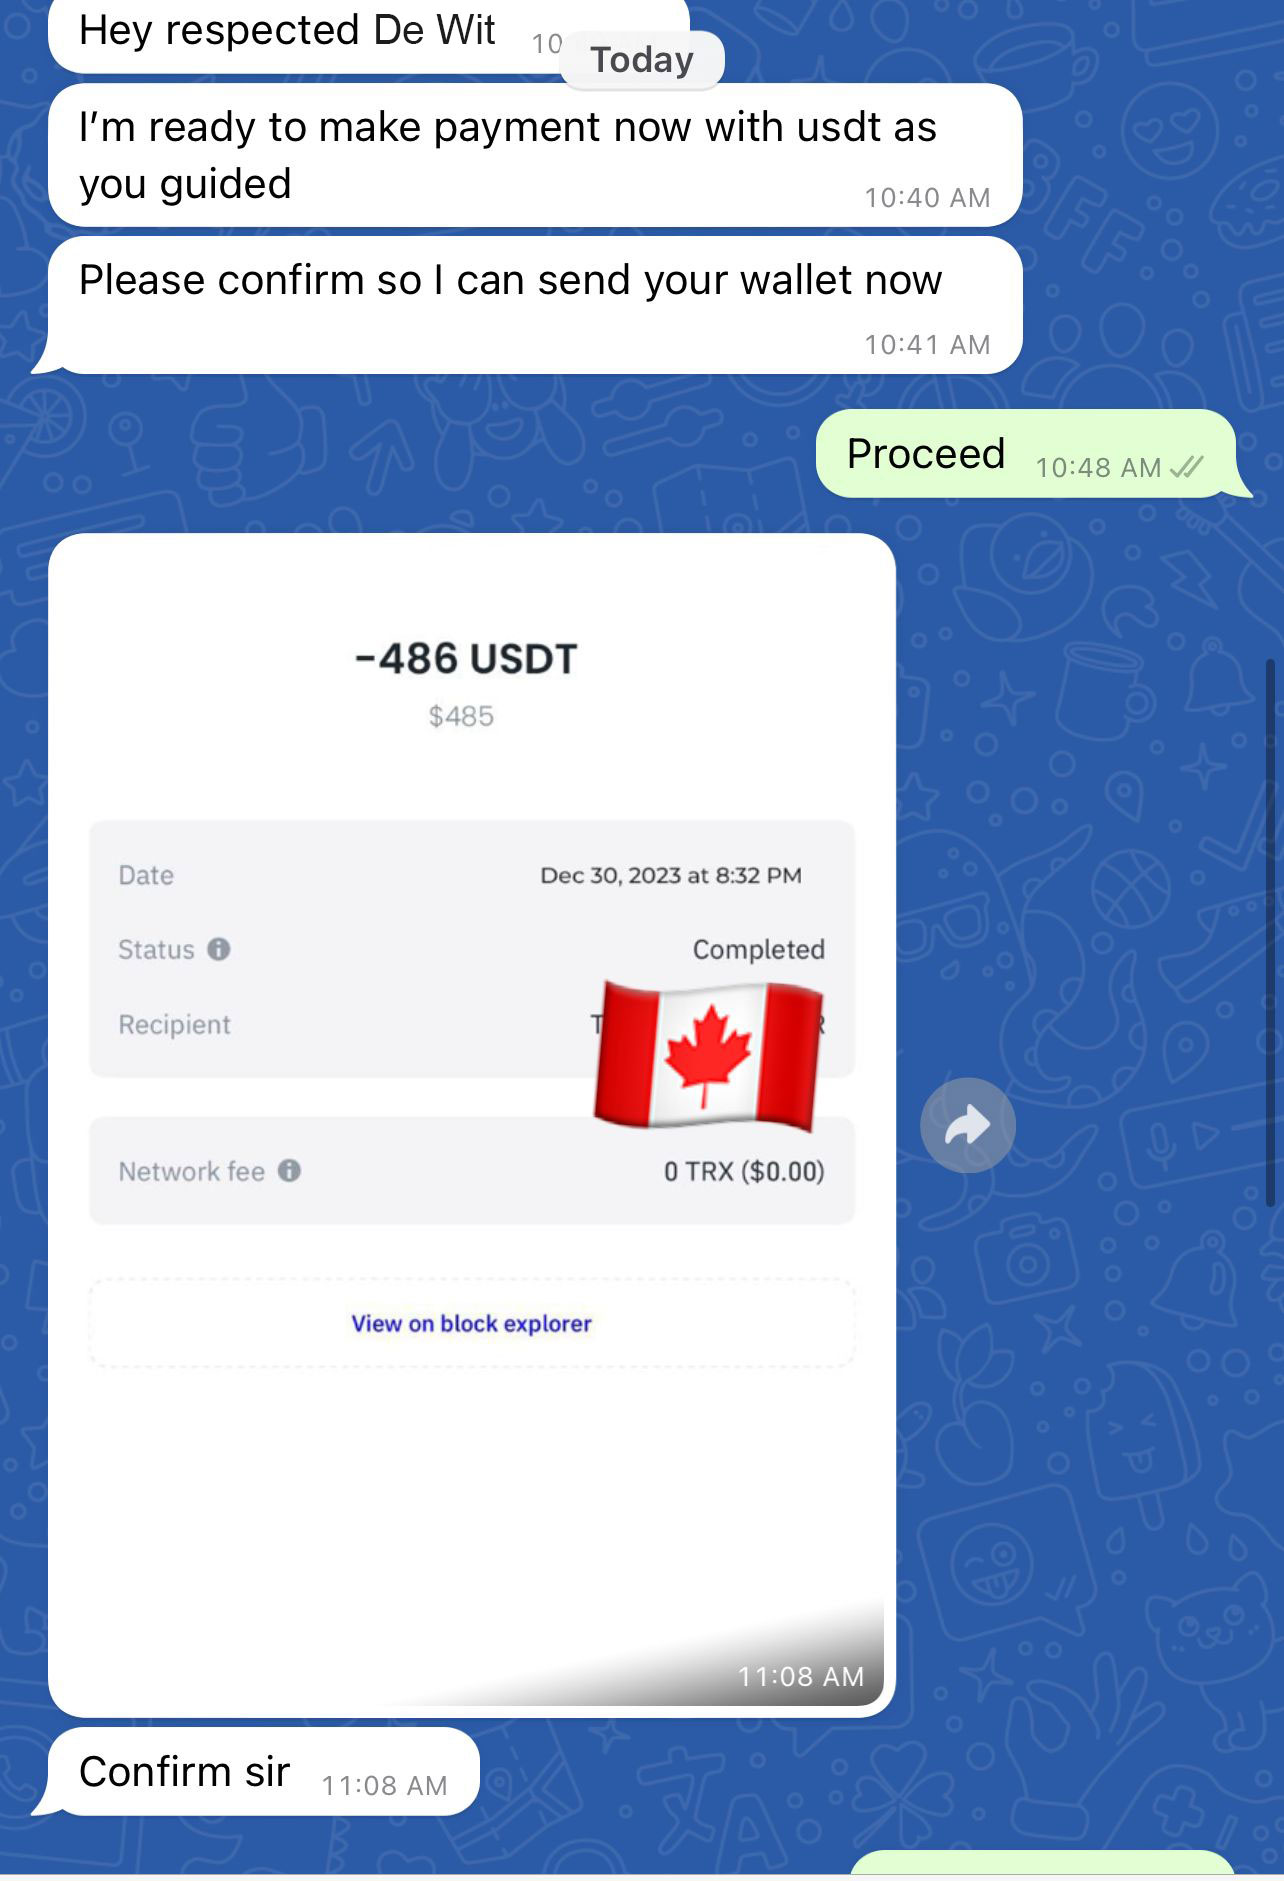 Hey respected De Wit
Today
I'm ready to make payment now with usdt as
you guided
10:40 AM
Please confirm so I can send your wallet now
10:41 AM
Proceed 10:48 AM
-486 USDT
$485
Date Dec 30, 2023 at 8:32 PM
Status Completed
Recipient
Network fee 0 TRX ($0.00)
View on block explorer
11:08 AM
Confirm sir 11:08 AM